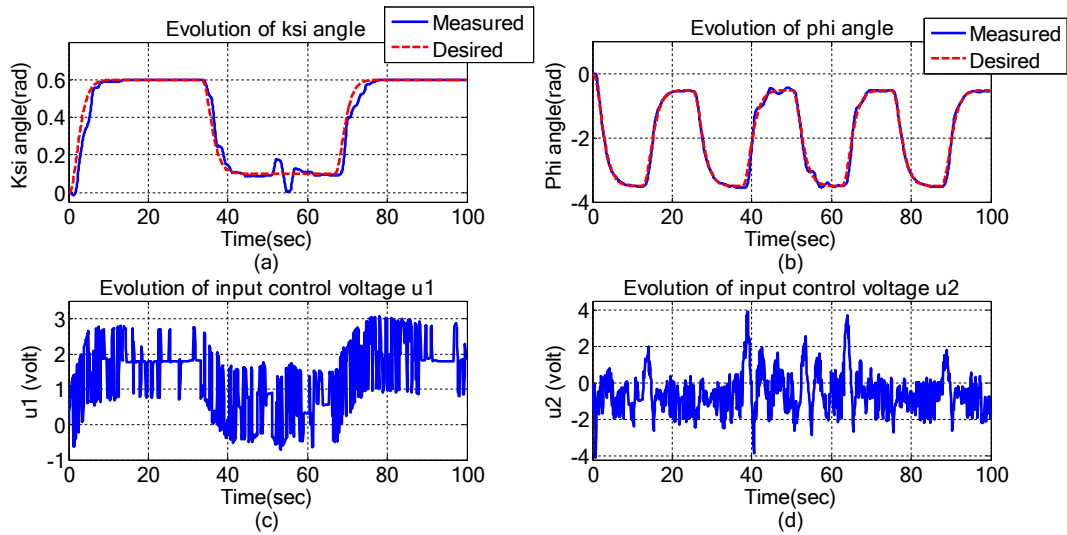 Evolution of ksi angle
Measured
Desired
Ksi angle(rad)
0.6
0.4
0.2
0
0 20 40 60 80 100
Time(sec)
(a)
Evolution of phi angle
Measured
Desired
Phi angle(rad)
0
-2
-4
0 20 40 60 80 100
Time(sec)
(b)
Evolution of input control voltage u1
u1 (volt)
3
2
1
0
-1
0 20 40 60 80 100
Time(sec)
(c)
Evolution of input control voltage u2
u2 (volt)
4
2
0
-2
-4
0 20 40 60 80 100
Time(sec)
(d)